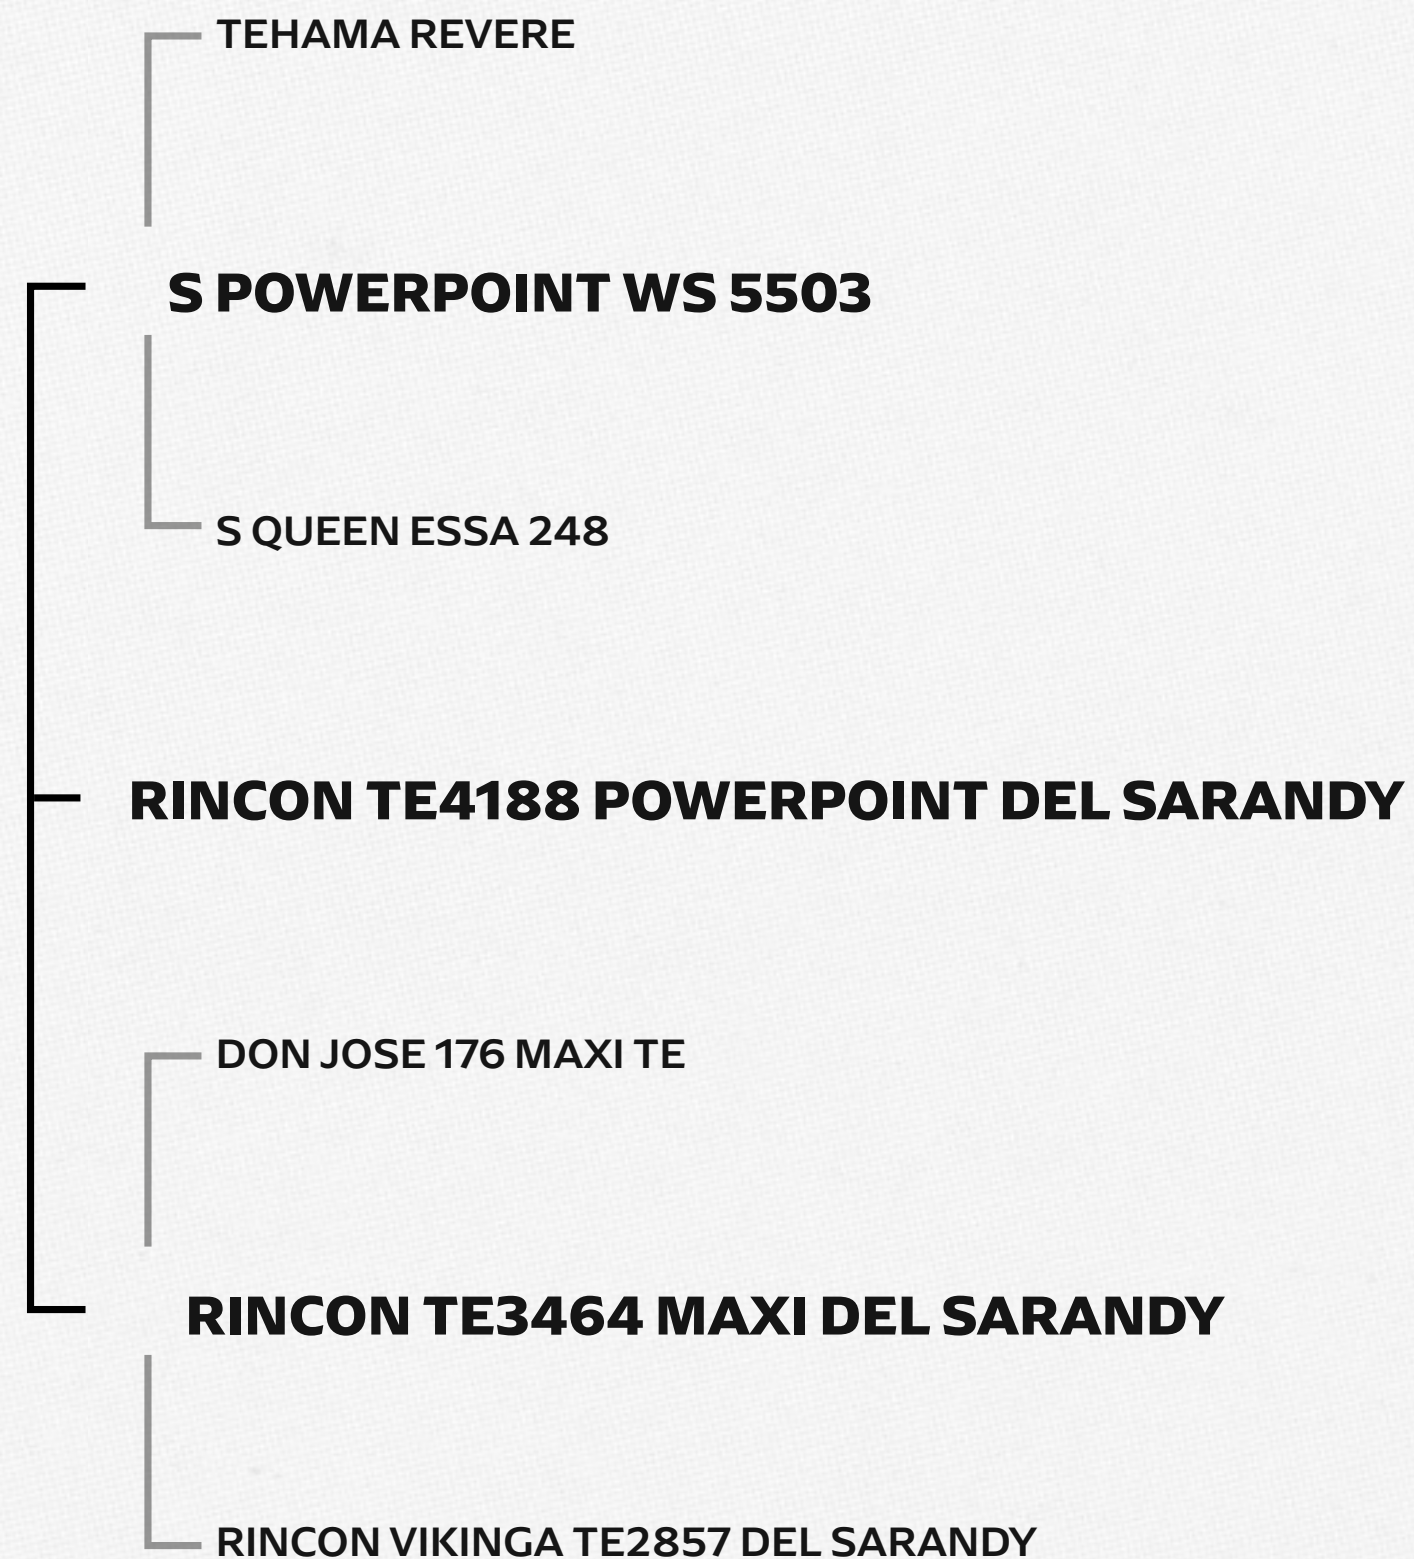 TEHAMA REVERE
S POWERPOINT WS 5503
S QUEEN ESSA 248
RINCON TE4188 POWERPOINT DEL SARANDY
DON JOSE 176 MAXI TE
RINCON TE3464 MAXI DEL SARANDY
RINCON VIKINGA TE2857 DEL SARANDY